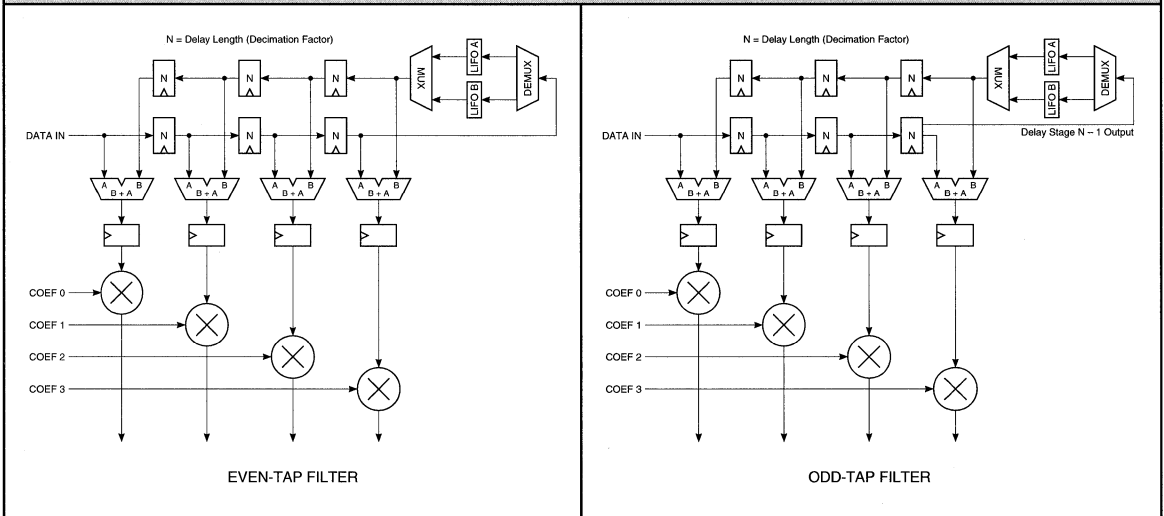 N = Delay Length (Decimation Factor)
LIFO A
LIFO B
MUX
DEMUX
N
N
N
DATA IN
N
N
N
A B
B + A
A B
B + A
A B
B + A
A B
B + A
COEF 0
COEF 1
COEF 2
COEF 3
EVEN-TAP FILTER
N = Delay Length (Decimation Factor)
LIFO A
LIFO B
MUX
DEMUX
N
N
N
DATA IN
N
N
N
Delay Stage N – 1 Output
A B
B + A
A B
B + A
A B
B + A
A B
B + A
COEF 0
COEF 1
COEF 2
COEF 3
ODD-TAP FILTER